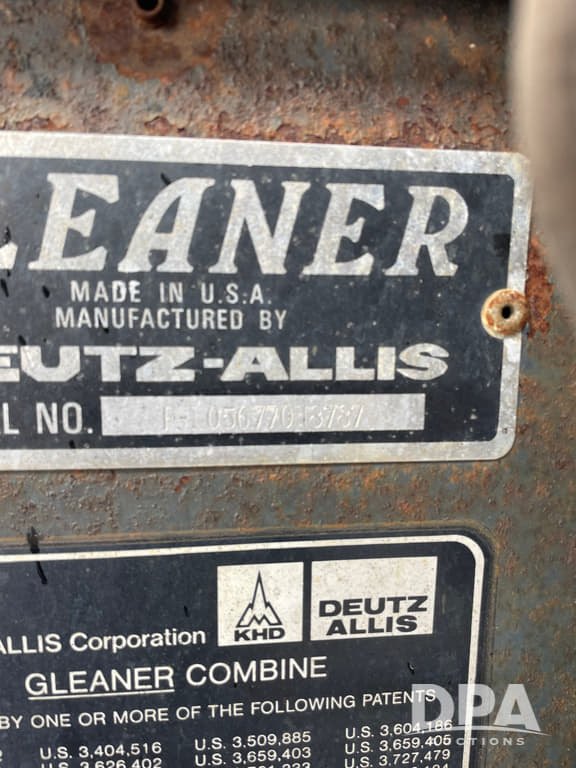 LEANER
MADE IN U.S.A.
MANUFACTURED BY
EUTZ-ALLIS
L NO.
KHD
DEUTZ
ALLIS
ALLIS Corporation
GLEANER COMBINE
BY ONE OR MORE OF THE FOLLOWING PATENTS
U.S. 3,404,516 U.S. 3,509,885 U.S. 3,604,186
U.S. 3,626,402 U.S. 3,659,403 U.S. 3,659,405
U.S. 3,727,479
DPA